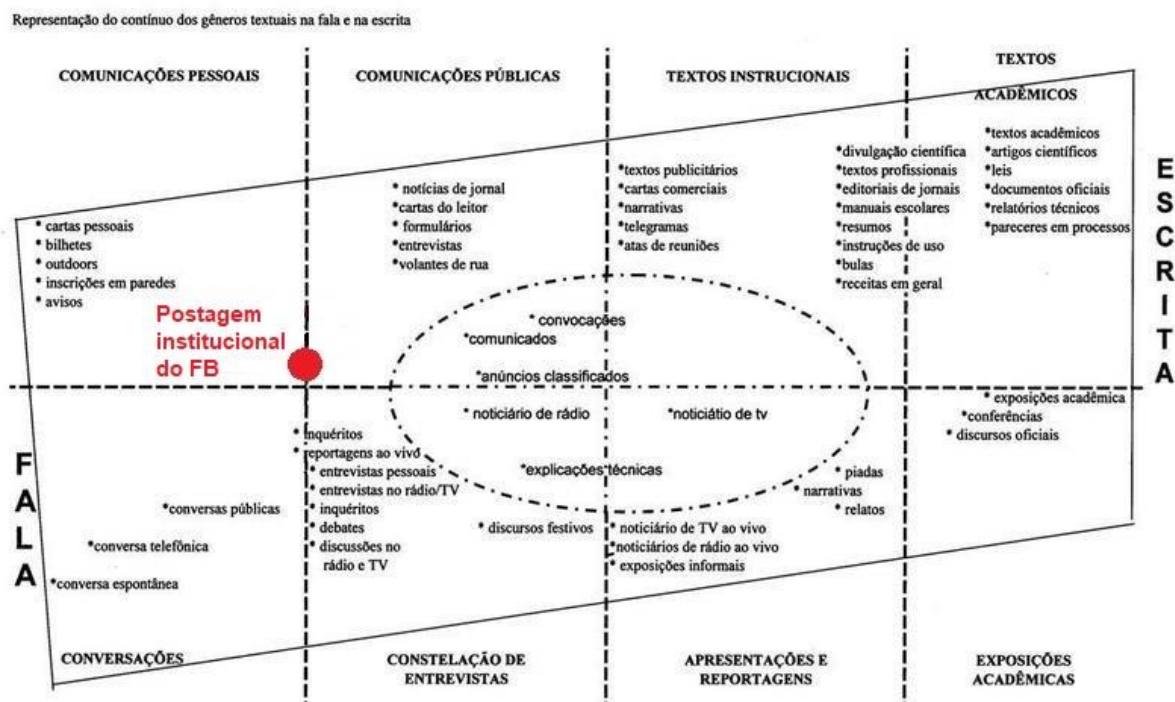 Representação do contínuo dos gêneros textuais na fala e na escrita
COMUNICAÇÕES PESSOAIS
COMUNICAÇÕES PÚBLICAS
TEXTOS INSTRUCIONAIS
TEXTOS
ACADÊMICOS
* cartas pessoais
* bilhetes
* outdoors
* inscrições em paredes
* avisos
* notícias de jornal
*cartas do leitor
* formulários
*entrevistas
*volantes de rua
*textos publicitários
*cartas comerciais
*narrativas
*telegramas
*atas de reuniões
*divulgação científica
*textos profissionais
*editoriais de jornais
*manuais escolares
*resumos
*instruções de uso
*bulas
*receitas em geral
*textos acadêmicos
*artigos científicos
*leis
*documentos oficiais
*relatórios técnicos
*pareceres em processos
ESCRITA
Postagem
institucional
do FB
*convocações
*comunicados
*anúncios classificados
*noticiário de rádio
*noticiátio de tv
*explicações técnicas
FALA
*conversas públicas
*conversa telefônica
*conversa espontânea
* inquéritos
* reportagens ao vivo
* entrevistas pessoais
* entrevistas no rádio/TV
* inquéritos
* debates
* discussões no
rádio e TV
* discursos festivos
* noticiário de TV ao vivo
*noticiários de rádio ao vivo
* exposições informais
* piadas
* narrativas
* relatos
* exposições acadêmica
*conferências
* discursos oficiais
CONVERSAÇÕES
CONSTELAÇÃO DE
ENTREVISTAS
APRESENTAÇÕES E
REPORTAGENS
EXPOSIÇÕES
ACADÊMICAS